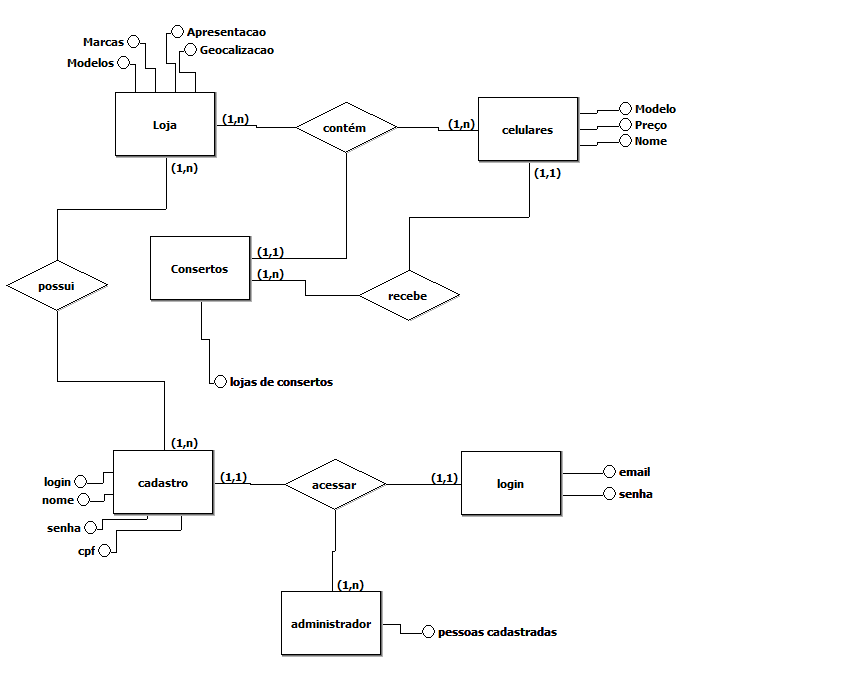 Apresentacao
Marcas
Geocalizacao
Modelos
Loja
(1,n)
contém
(1,n)
celulares
Modelo
Preço
Nome
(1,n)
(1,1)
Consertos
(1,1)
(1,n)
possui
recebe
lojas de consertos
(1,n)
login
nome
senha
cpf
cadastro
(1,1)
acessar
(1,1)
login
email
senha
(1,n)
administrador
pessoas cadastradas